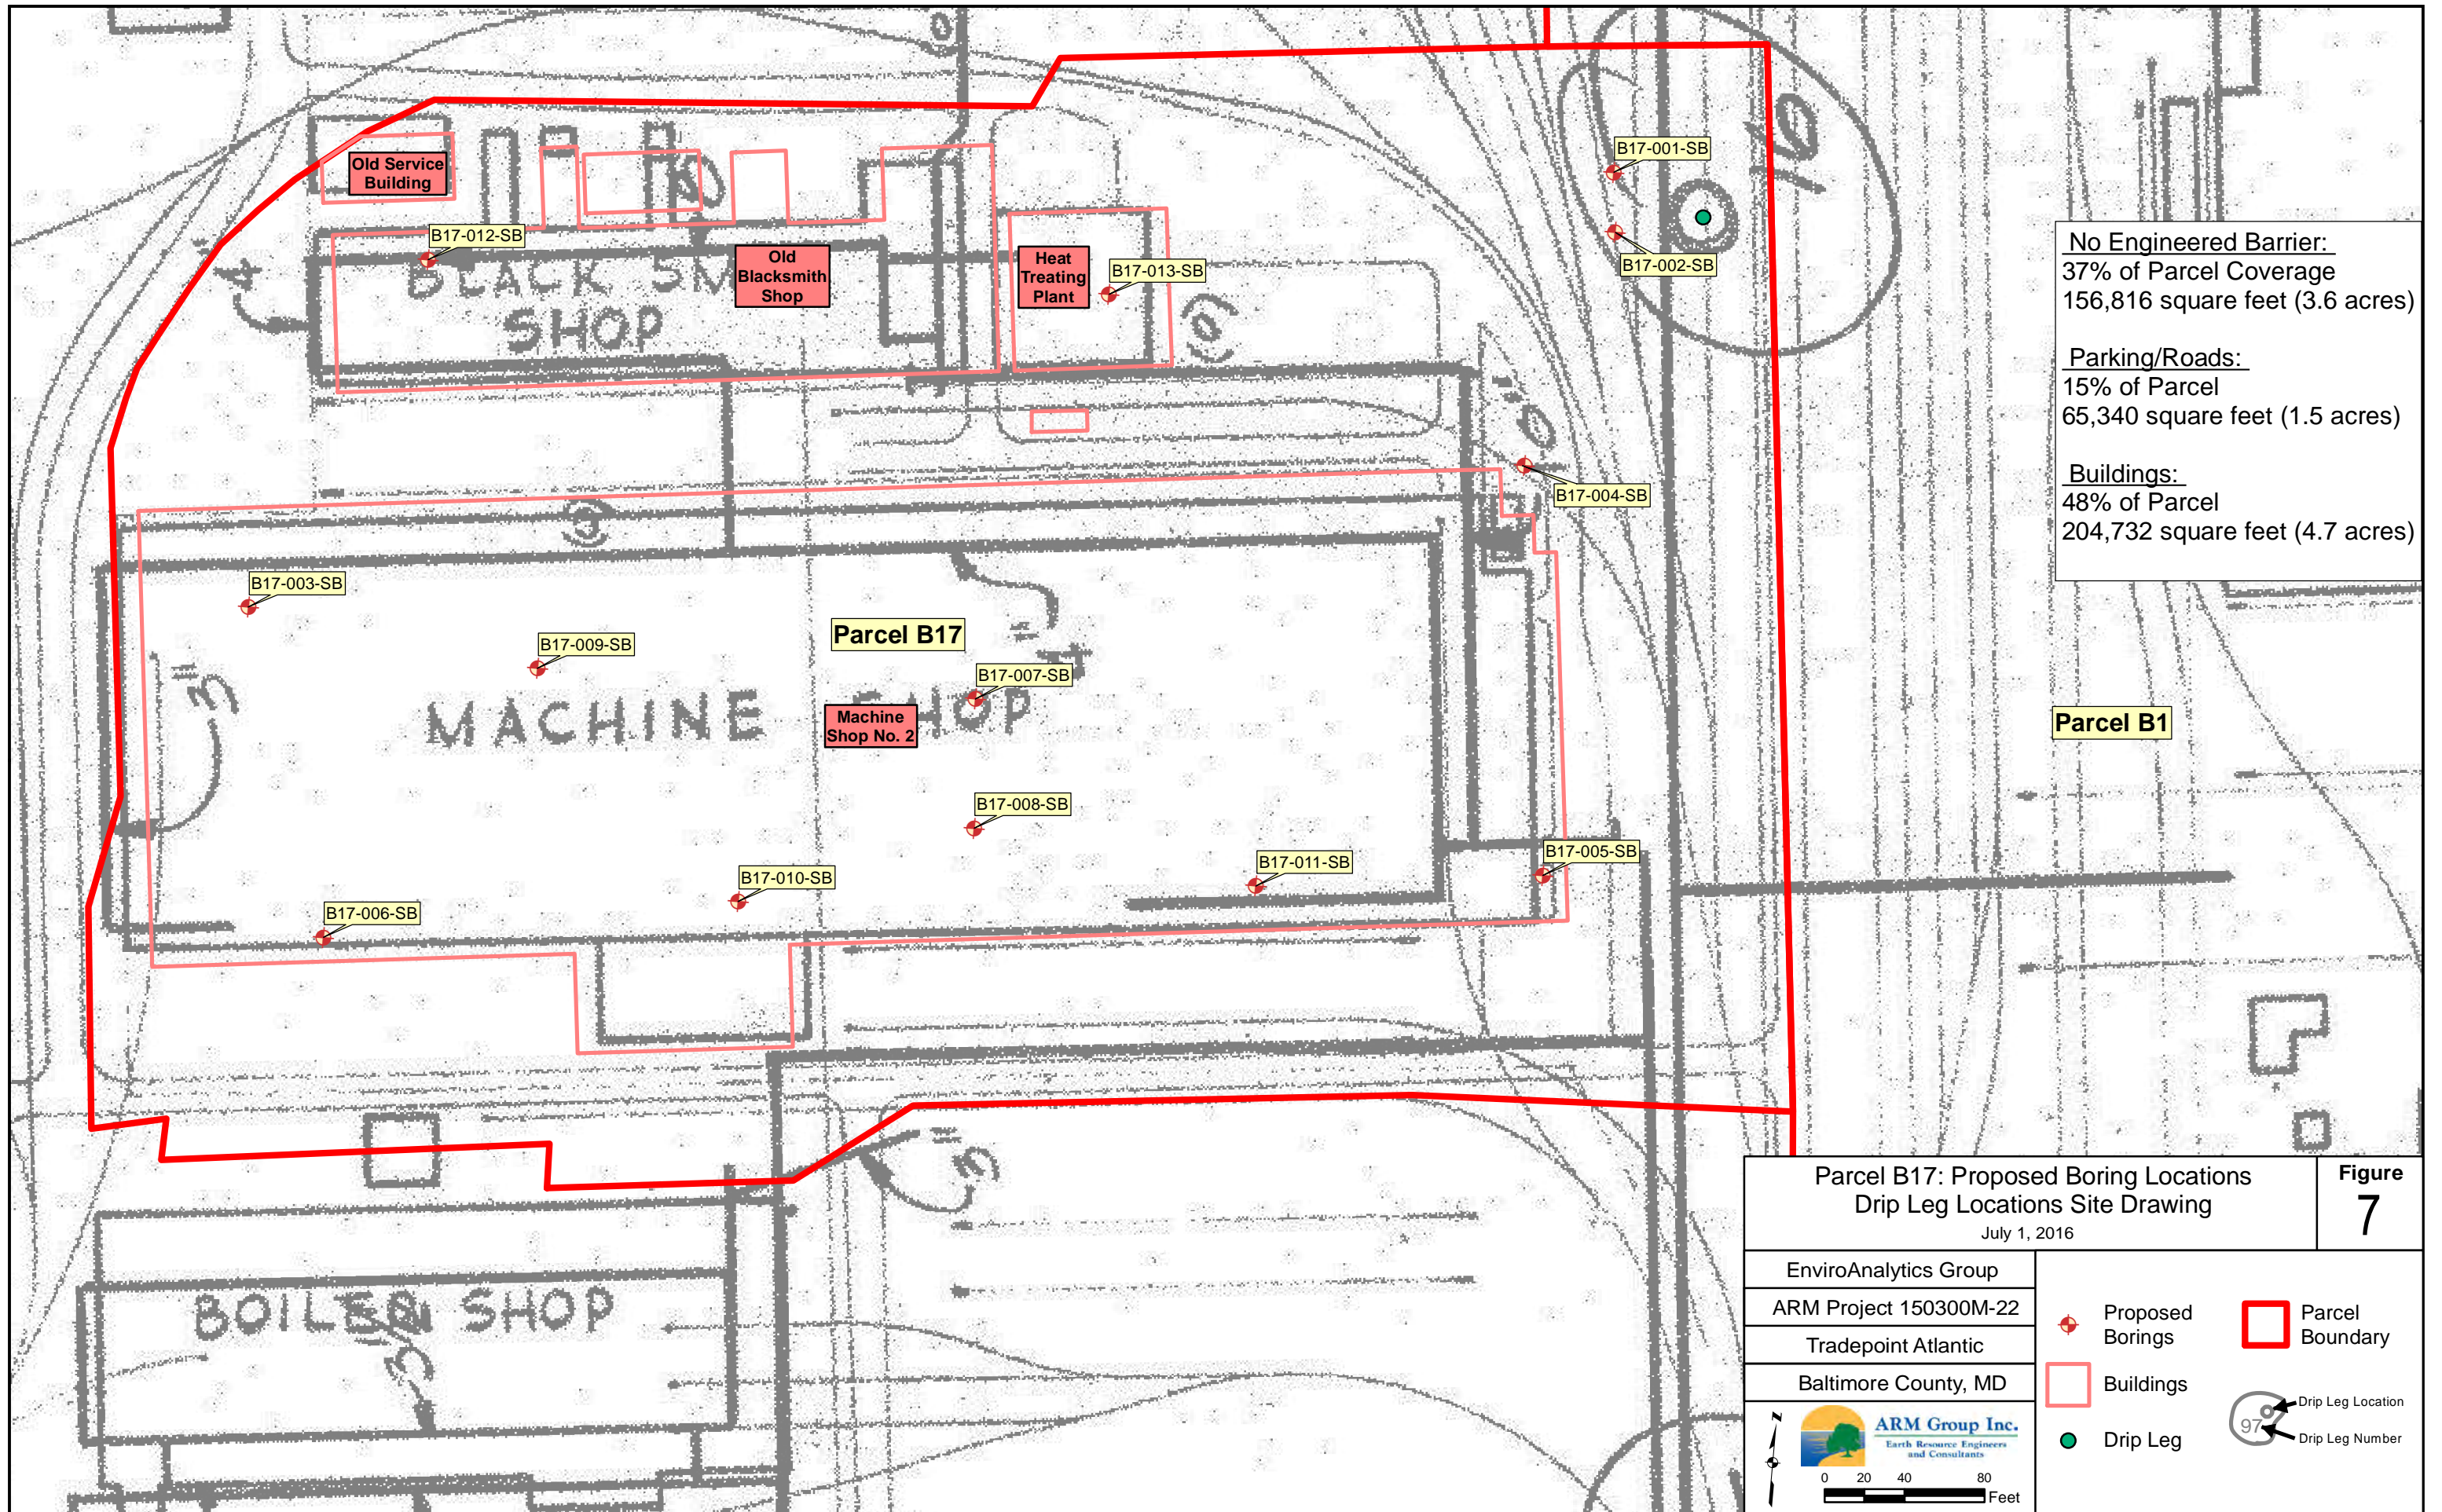 B17-001-SB
Old Service
Building
B17-012-SB
BLACK SM
SHOP
Old
Blacksmith
Shop
Heat
Treating
Plant
B17-013-SB
B17-002-SB
No Engineered Barrier:
37% of Parcel Coverage
156,816 square feet (3.6 acres)
Parking/Roads:
15% of Parcel
65,340 square feet (1.5 acres)
Buildings:
48% of Parcel
204,732 square feet (4.7 acres)
B17-004-SB
B17-003-SB
B17-009-SB
Parcel B17
B17-007-SB
MACHINE SHOP
Machine
Shop No. 2
Parcel B1
B17-008-SB
B17-005-SB
B17-011-SB
B17-010-SB
B17-006-SB
3"
BOILER SHOP
Parcel B17: Proposed Boring Locations
Drip Leg Locations Site Drawing
July 1, 2016
Figure
7
EnviroAnalytics Group
ARM Project 150300M-22
Tradepoint Atlantic
Baltimore County, MD
N
ARM Group Inc.
Earth Resource Engineers
and Consultants
0 20 40 80
Feet
Proposed
Borings
Parcel
Boundary
Buildings
Drip Leg
97
Drip Leg Location
Drip Leg Number